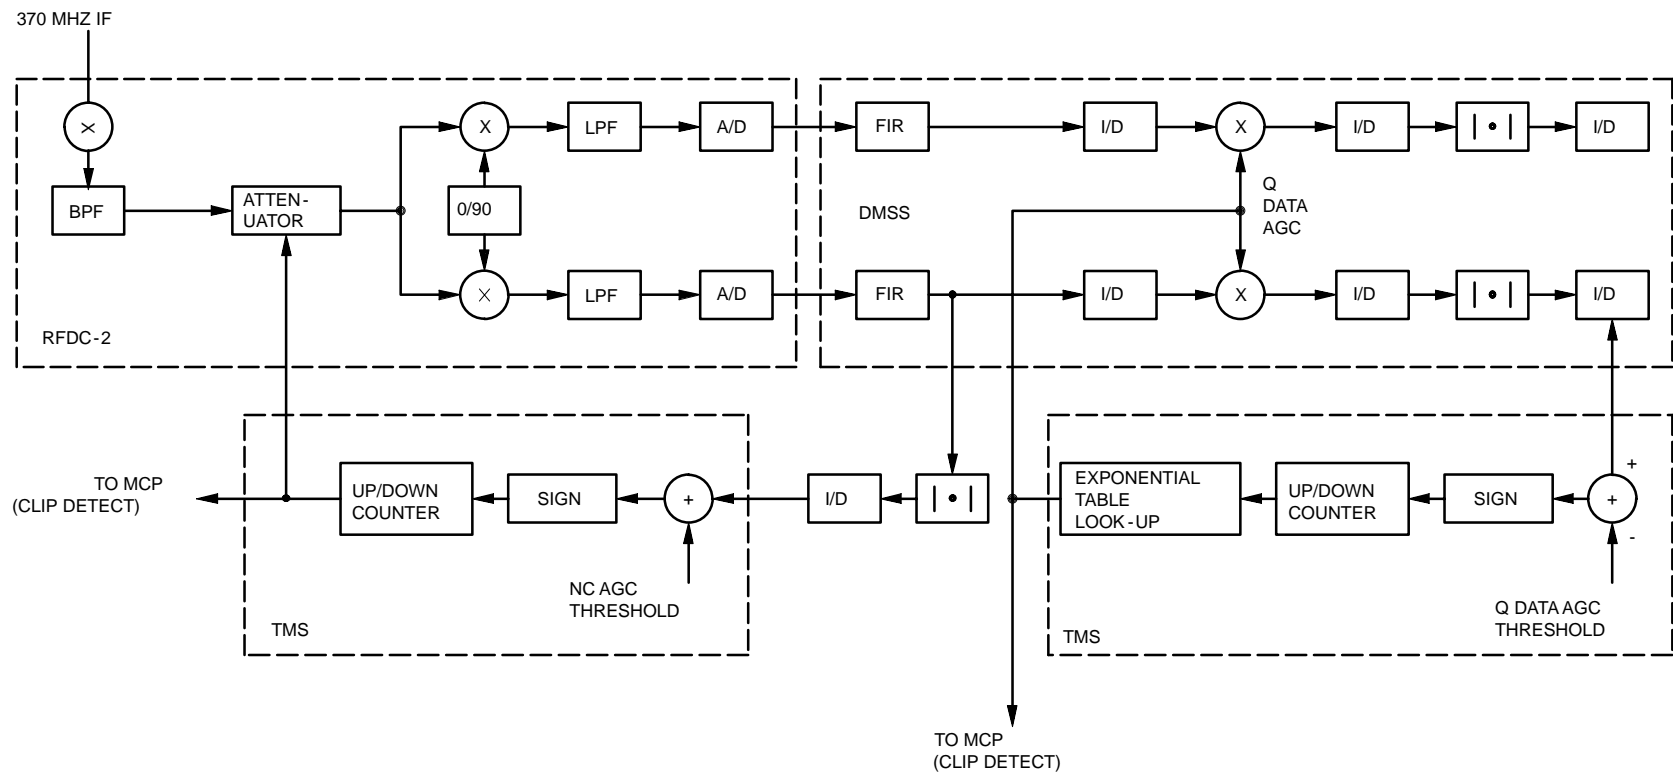 370 MHZ IF
X
X
LPF
A/D
FIR
I/D
X
I/D
| • |
I/D
BPF
ATTEN-
UATOR
0/90
DMSS
Q
DATA
AGC
X
LPF
A/D
FIR
I/D
X
I/D
| • |
I/D
RFDC-2
TO MCP
(CLIP DETECT)
UP/DOWN
COUNTER
SIGN
+
I/D
| • |
EXPONENTIAL
TABLE
LOOK-UP
UP/DOWN
COUNTER
SIGN
+
+
-
NC AGC
THRESHOLD
TMS
Q DATA AGC
THRESHOLD
TMS
TO MCP
(CLIP DETECT)